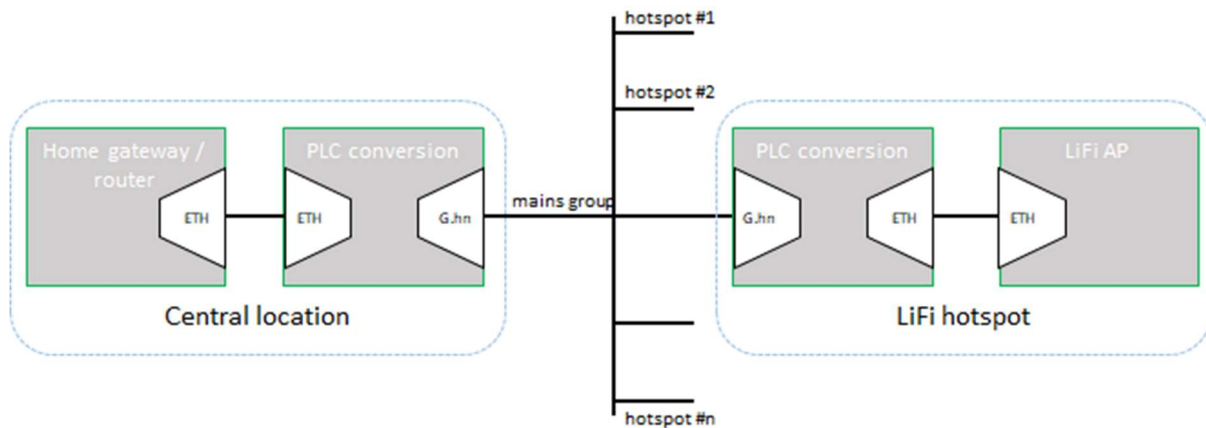 hotspot #1
hotspot #2
Home gateway /
router
PLC conversion
ETH
ETH
G.hn
mains group
PLC conversion
LiFi AP
G.hn
ETH
ETH
Central location
LiFi hotspot
hotspot #n